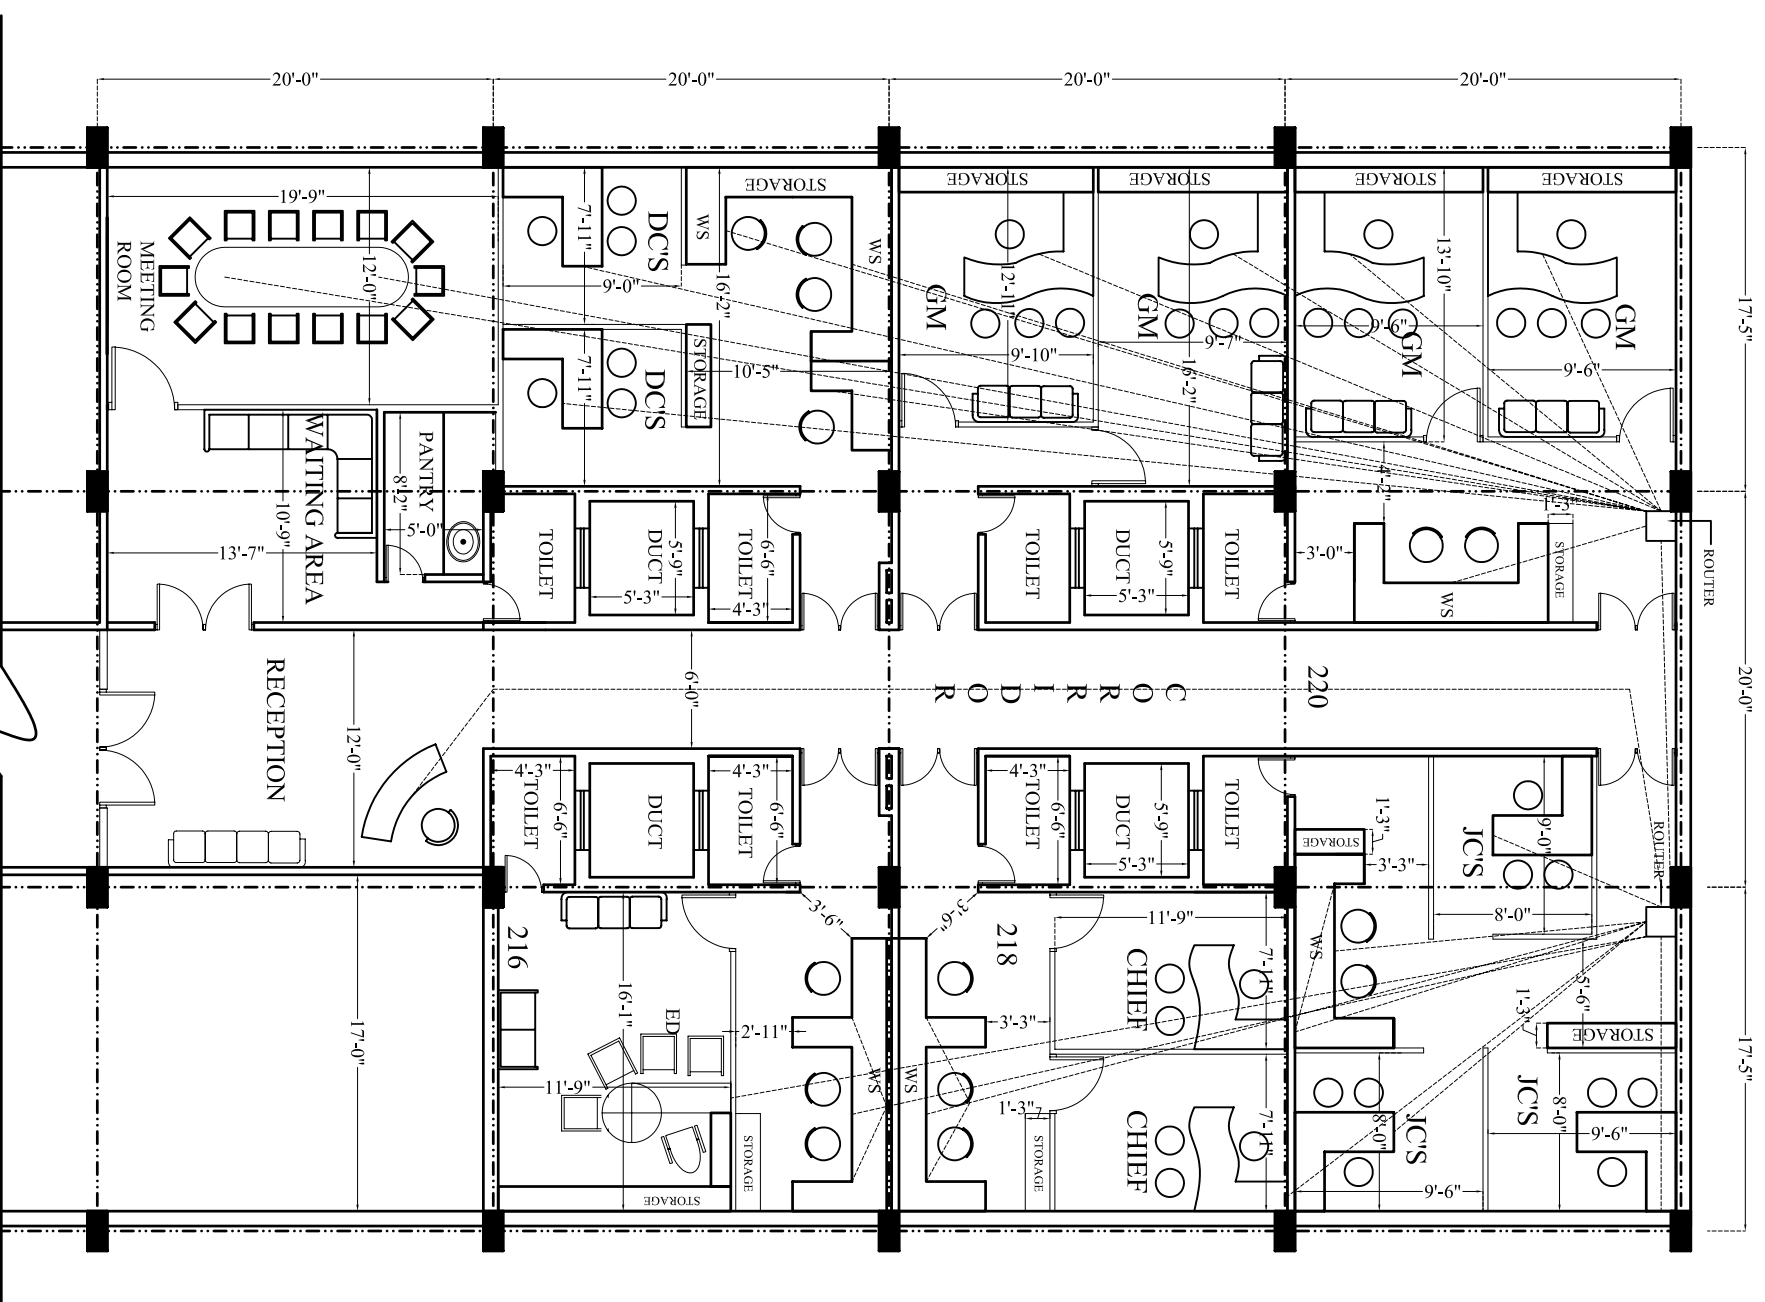 20'-0"
20'-0"
20'-0"
20'-0"
17'-5"
20'-0"
17'-5"
19'-9"
12'-0"
MEETING
ROOM
7'-11"
DC'S
9'-0"
WS
16'-2"
STORAGE
WS
7'-11"
DC'S
STORAGE
10'-5"
STORAGE
12'-11"
GM
9'-10"
STORAGE
GM
9'-7"
16'-2"
STORAGE
13'-10"
9'-6"
GM
STORAGE
GM
9'-6"
WAITING AREA
10'-9"
13'-7"
PANTRY
8'-2"
5'-0"
TOILET
DUCT
5'-9"
5'-3"
TOILET
6'-6"
4'-3"
TOILET
DUCT
5'-9"
5'-3"
TOILET
3'-0"
4'-2"
1'-3"
STORAGE
WS
ROUTER
RECEPTION
12'-0"
6'-0"
CORRIDOR
220
4'-3"
TOILET
6'-6"
DUCT
4'-3"
TOILET
6'-6"
4'-3"
TOILET
6'-6"
DUCT
5'-9"
5'-3"
TOILET
STORAGE
1'-3"
3'-3"
JC'S
9'-0"
8'-0"
ROUTER
17'-0"
216
16'-1"
ED
11'-9"
2'-11"
3'-6"
STORAGE
STORAGE
WS
WS
3'-6"
218
3'-3"
11'-9"
CHIEF
7'-11"
1'-3"
STORAGE
CHIEF
7'-11"
WS
5'-6"
1'-3"
STORAGE
JC'S
8'-0"
9'-6"
JC'S
8'-0"
9'-6"